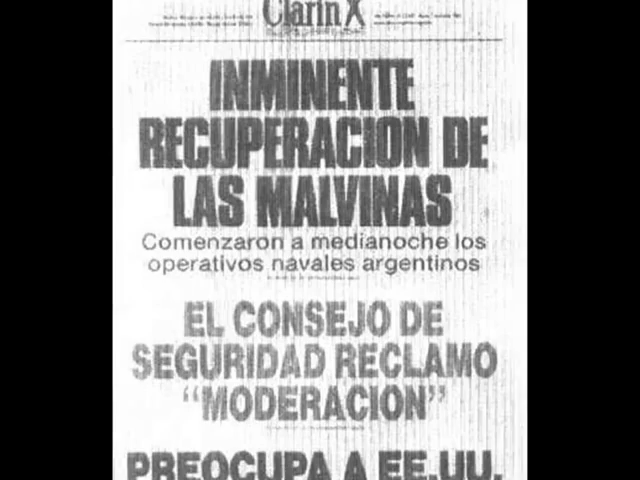 Clarín
INMINENTE
RECUPERACION DE
LAS MALVINAS
Comenzaron a medianoche los
operativos navales argentinos
EL CONSEJO DE
SEGURIDAD RECLAMO
"MODERACION"
PREOCUPA A EE.UU.